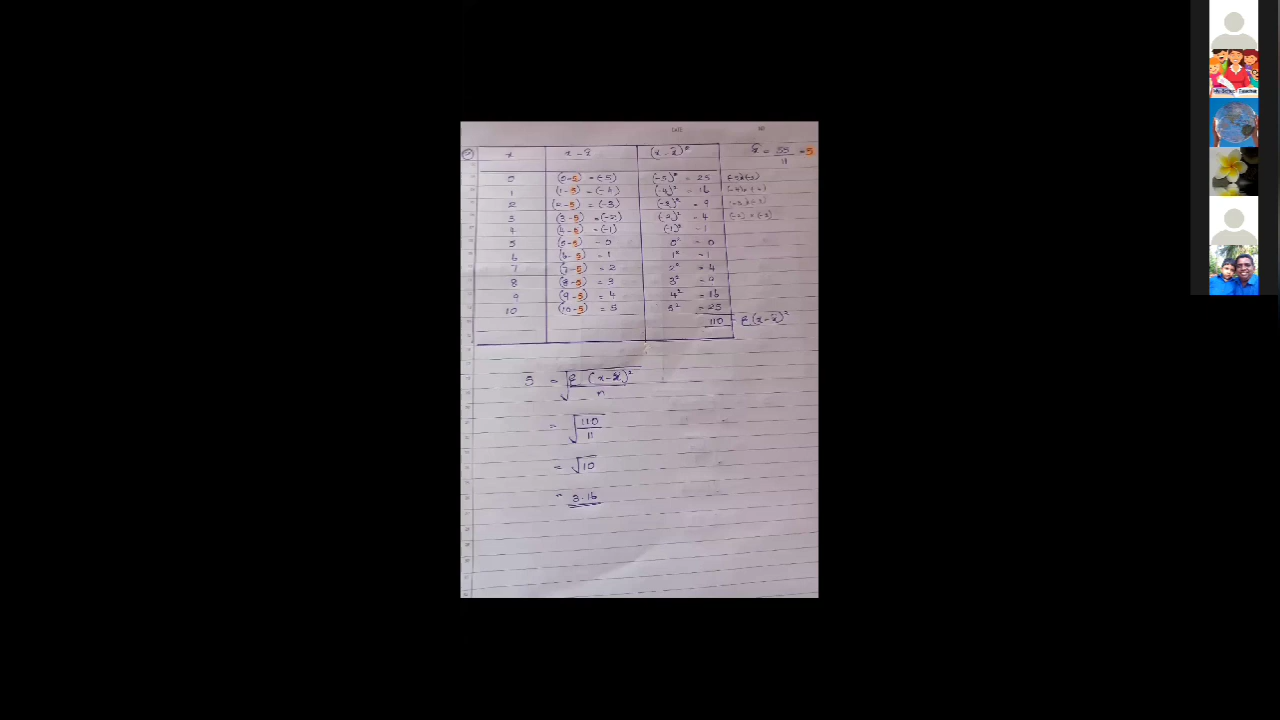 x x - x̄ (x - x̄)² x̄ = 55/11 = 5
0 (0-5) = (-5) (-5)² = 25
1 (1-5) = (-4) (-4)² = 16
2 (2-5) = (-3) (-3)² = 9
3 (3-5) = (-2) (-2)² = 4
4 (4-5) = (-1) (-1)² = 1
5 (5-5) = 0 0² = 0
6 (6-5) = 1 1² = 1
7 (7-5) = 2 2² = 4
8 (8-5) = 3 3² = 9
9 (9-5) = 4 4² = 16
10 (10-5) = 5 5² = 25
110 = Σ(x-x̄)²
S = √Σ(x-x̄)²/n
= √110/11
= √10
= 3.16